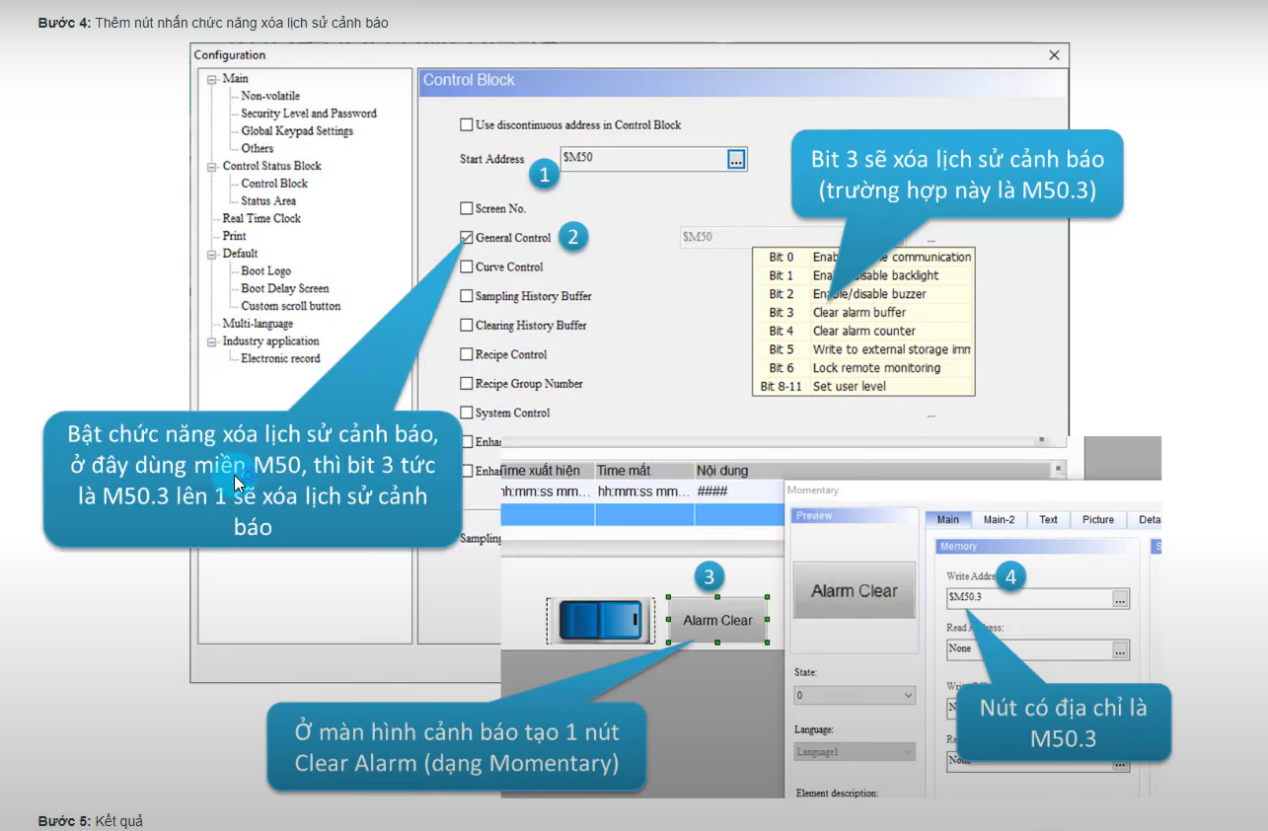 Bước 4: Thêm nút nhấn chức năng xóa lịch sử cảnh báo
Configuration
Main
Non-volatile
Security Level and Password
Global Keypad Settings
Others
Control Status Block
Control Block
Status Area
Real Time Clock
Print
Default
Boot Logo
Boot Delay Screen
Custom scroll button
Multi-language
Industry application
Electronic record
Control Block
Use discontinuous address in Control Block
Start Address
$M50
...
1
Screen No.
General Control
2
$M50
...
Curve Control
Sampling History Buffer
Clearing History Buffer
Recipe Control
Recipe Group Number
System Control
...
Bit 3 sẽ xóa lịch sử cảnh báo
(trường hợp này là M50.3)
Bit 0 communication
Bit 1 backlight
Bit 2 Enable/disable buzzer
Bit 3 Clear alarm buffer
Bit 4 Clear alarm counter
Bit 5 Write to external storage imm
Bit 6 Lock remote monitoring
Bit 8-11 Set user level
Bật chức năng xóa lịch sử cảnh báo,
ở đây dùng miền M50, thì bit 3 tức
là M50.3 lên 1 sẽ xóa lịch sử cảnh
báo
Enha
Enha
Sampling
Time xuất hiện Time mất Nội dung
hh:mm:ss mm... hh:mm:ss mm... ####
3
Alarm Clear
Ở màn hình cảnh báo tạo 1 nút
Clear Alarm (dạng Momentary)
Momentary
Preview
Alarm Clear
State:
0
Language:
Language1
Element description:
Main Main-2 Text Picture Deta
Memory
Write Addre
4
$M50.3
...
Read
None
...
Nút có địa chỉ là
M50.3
Bước 5: Kết quả